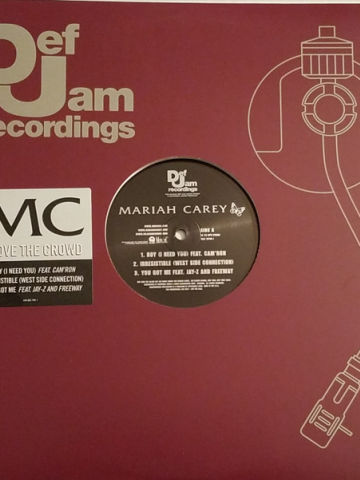 Def
Jam
recordings
Def
Jam
recordings
MARIAH CAREY
SIDE A
1. BOY (I NEED YOU) FEAT. CAM'RON
2. IRRESISTIBLE (WEST SIDE CONNECTION)
3. YOU GOT ME FEAT. JAY-Z AND FREEWAY
MC
OVE THE CROWD
Y (I NEED YOU) FEAT. CAM'RON
ISTIBLE (WEST SIDE CONNECTION)
OT ME FEAT. JAY-Z AND FREEWAY